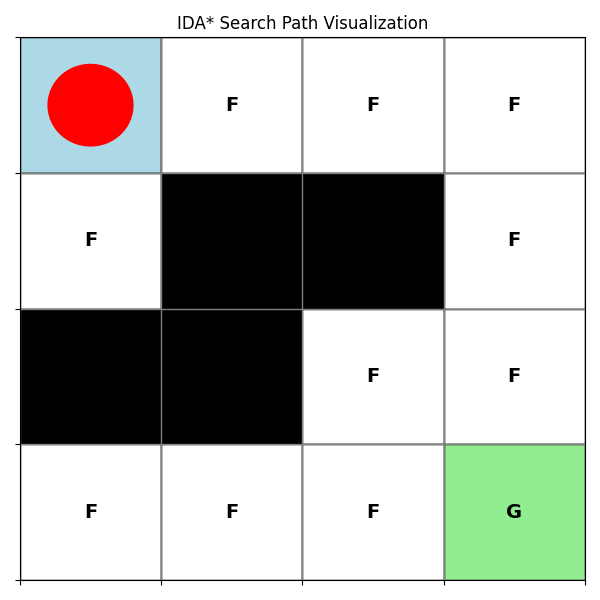 IDA* Search Path Visualization
F F F
F F
F F
F F F G